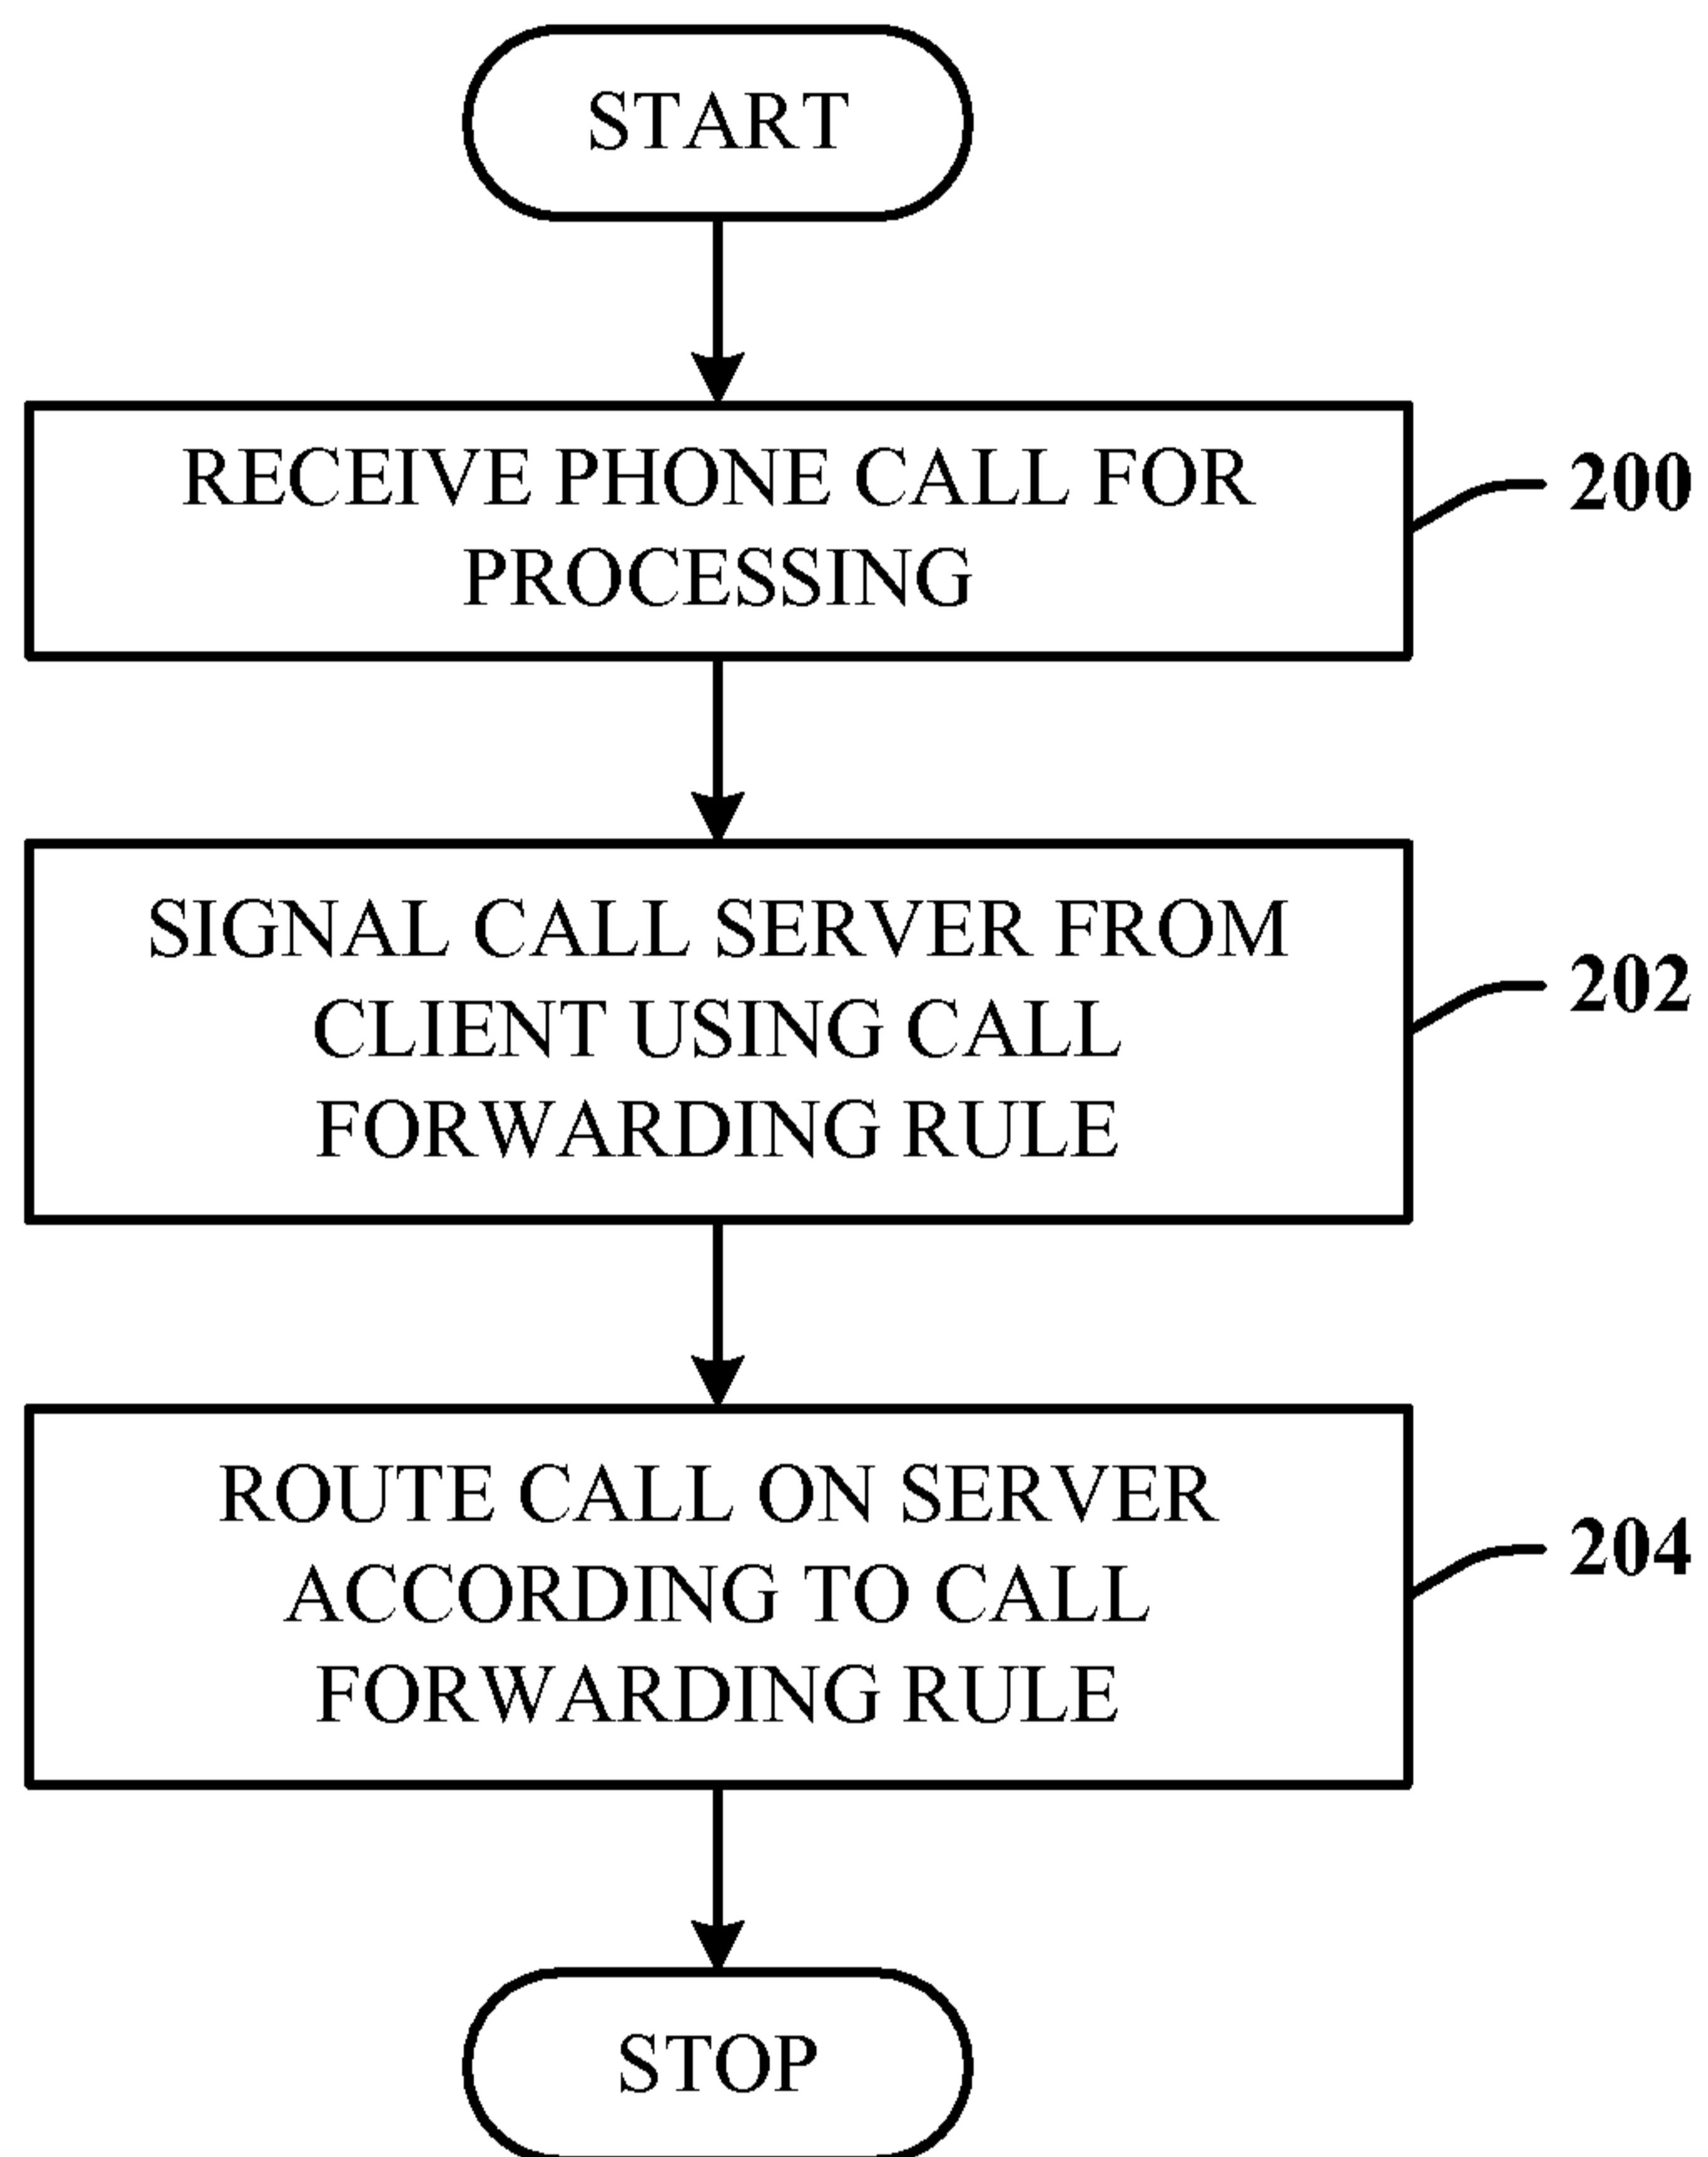 START
RECEIVE PHONE CALL FOR
PROCESSING
200
SIGNAL CALL SERVER FROM
CLIENT USING CALL
FORWARDING RULE
202
ROUTE CALL ON SERVER
ACCORDING TO CALL
FORWARDING RULE
204
STOP